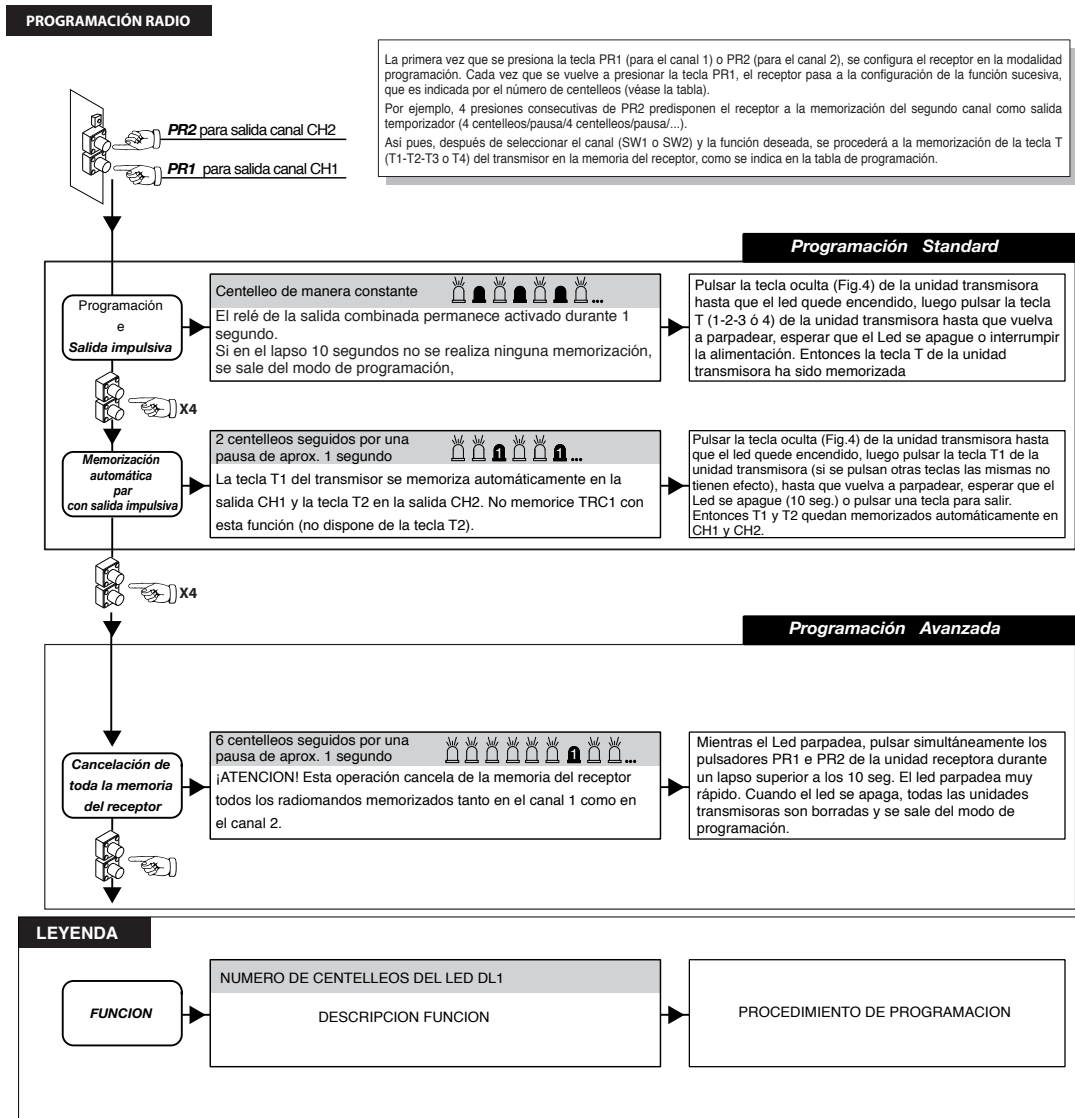 PROGRAMACIÓN RADIO
La primera vez que se presiona la tecla PR1 (para el canal 1) o PR2 (para el canal 2), se configura el receptor en la modalidad
programación. Cada vez que se vuelve a presionar la tecla PR1, el receptor pasa a la configuración de la función sucesiva,
que es indicada por el número de centelleos (véase la tabla).
Por ejemplo, 4 presiones consecutivas de PR2 predisponen el receptor a la memorización del segundo canal como salida
temporizador (4 centelleos/pausa/4 centelleos/pausa/...).
Así pues, después de seleccionar el canal (SW1 o SW2) y la función deseada, se procederá a la memorización de la tecla T
(T1-T2-T3 o T4) del transmisor en la memoria del receptor, como se indica en la tabla de programación.
PR2 para salida canal CH2
PR1 para salida canal CH1
Programación Standard
Programación
e
Salida impulsiva
Centelleo de manera constante
...
El relé de la salida combinada permanece activado durante 1
segundo.
Si en el lapso 10 segundos no se realiza ninguna memorización,
se sale del modo de programación,
Pulsar la tecla oculta (Fig.4) de la unidad transmisora
hasta que el led quede encendido, luego pulsar la tecla
T (1-2-3 ó 4) de la unidad transmisora hasta que vuelva
a parpadear, esperar que el Led se apague o interrumpir
la alimentación. Entonces la tecla T de la unidad
transmisora ha sido memorizada
X4
Memorización
automática
par
con salida impulsiva
2 centelleos seguidos por una
pausa de aprox. 1 segundo
1 1 ...
La tecla T1 del transmisor se memoriza automáticamente en la
salida CH1 y la tecla T2 en la salida CH2. No memorice TRC1 con
esta función (no dispone de la tecla T2).
Pulsar la tecla oculta (Fig.4) de la unidad transmisora hasta
que el led quede encendido, luego pulsar la tecla T1 de la
unidad transmisora (si se pulsan otras teclas las mismas no
tienen efecto), hasta que vuelva a parpadear, esperar que el
Led se apague (10 seg.) o pulsar una tecla para salir.
Entonces T1 y T2 quedan memorizados automáticamente en
CH1 y CH2.
X4
Programación Avanzada
Cancelación de
toda la memoria
del receptor
6 centelleos seguidos por una
pausa de aprox. 1 segundo
1 ...
¡ATENCION! Esta operación cancela de la memoria del receptor
todos los radiomandos memorizados tanto en el canal 1 como en
el canal 2.
Mientras el Led parpadea, pulsar simultáneamente los
pulsadores PR1 e PR2 de la unidad receptora durante
un lapso superior a los 10 seg. El led parpadea muy
rápido. Cuando el led se apaga, todas las unidades
transmisoras son borradas y se sale del modo de
programación.
LEYENDA
FUNCION
NUMERO DE CENTELLEOS DEL LED DL1
DESCRIPCION FUNCION
PROCEDIMIENTO DE PROGRAMACION